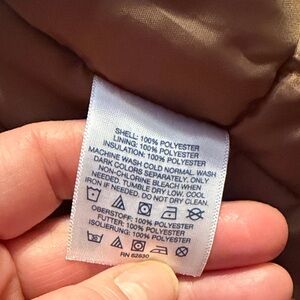 SHELL: 100% POLYESTER
LINING: 100% POLYESTER
INSULATION: 100% POLYESTER
MACHINE WASH COLD NORMAL. WASH
DARK COLORS SEPARATELY. ONLY
NON-CHLORINE BLEACH WHEN
NEEDED. TUMBLE DRY LOW. COOL
IRON IF NEEDED. DO NOT DRY CLEAN.
OBERSTOFF: 100% POLYESTER
FUTTER: 100% POLYESTER
ISOLIERUNG: 100% POLYESTER
RN 62830